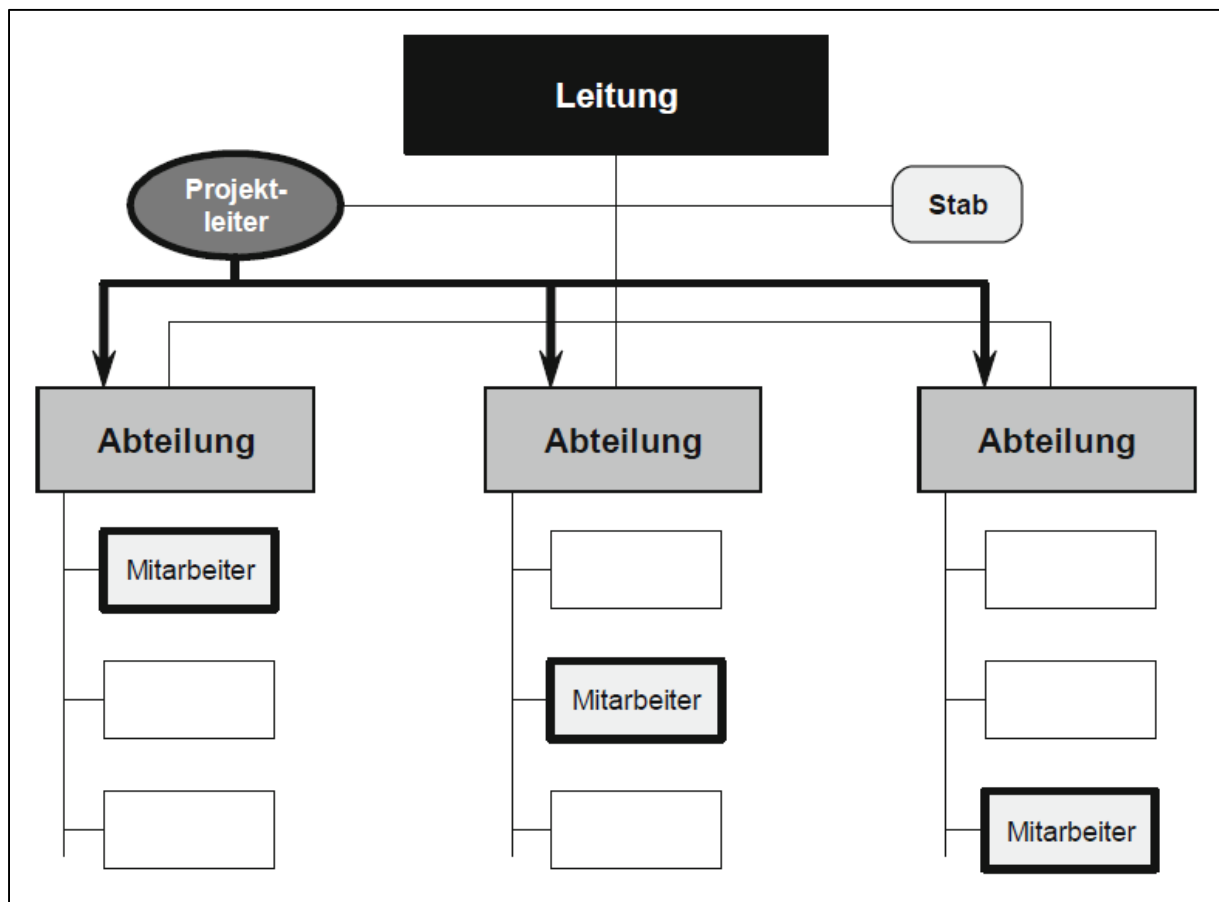 Leitung
Projekt-
leiter
Stab
Abteilung
Abteilung
Abteilung
Mitarbeiter
Mitarbeiter
Mitarbeiter